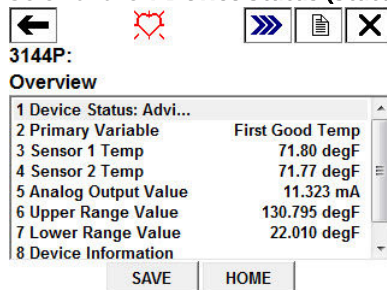 3144P:
Overview
1 Device Status: Advi...
2 Primary Variable First Good Temp
3 Sensor 1 Temp 71.80 degF
4 Sensor 2 Temp 71.77 degF
5 Analog Output Value 11.323 mA
6 Upper Range Value 130.795 degF
7 Lower Range Value 22.010 degF
8 Device Information
SAVE HOME